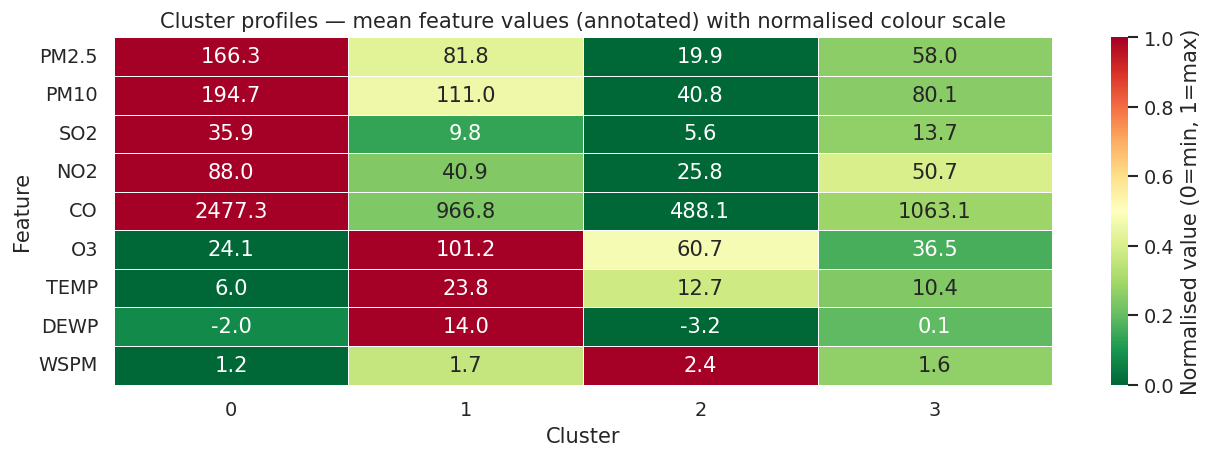 Cluster profiles — mean feature values (annotated) with normalised colour scale
PM2.5 166.3 81.8 19.9 58.0
PM10 194.7 111.0 40.8 80.1
SO2 35.9 9.8 5.6 13.7
NO2 88.0 40.9 25.8 50.7
CO 2477.3 966.8 488.1 1063.1
O3 24.1 101.2 60.7 36.5
TEMP 6.0 23.8 12.7 10.4
DEWP -2.0 14.0 -3.2 0.1
WSPM 1.2 1.7 2.4 1.6
0 1 2 3
Cluster
Feature
1.0
0.8
0.6
0.4
0.2
0.0
Normalised value (0=min, 1=max)